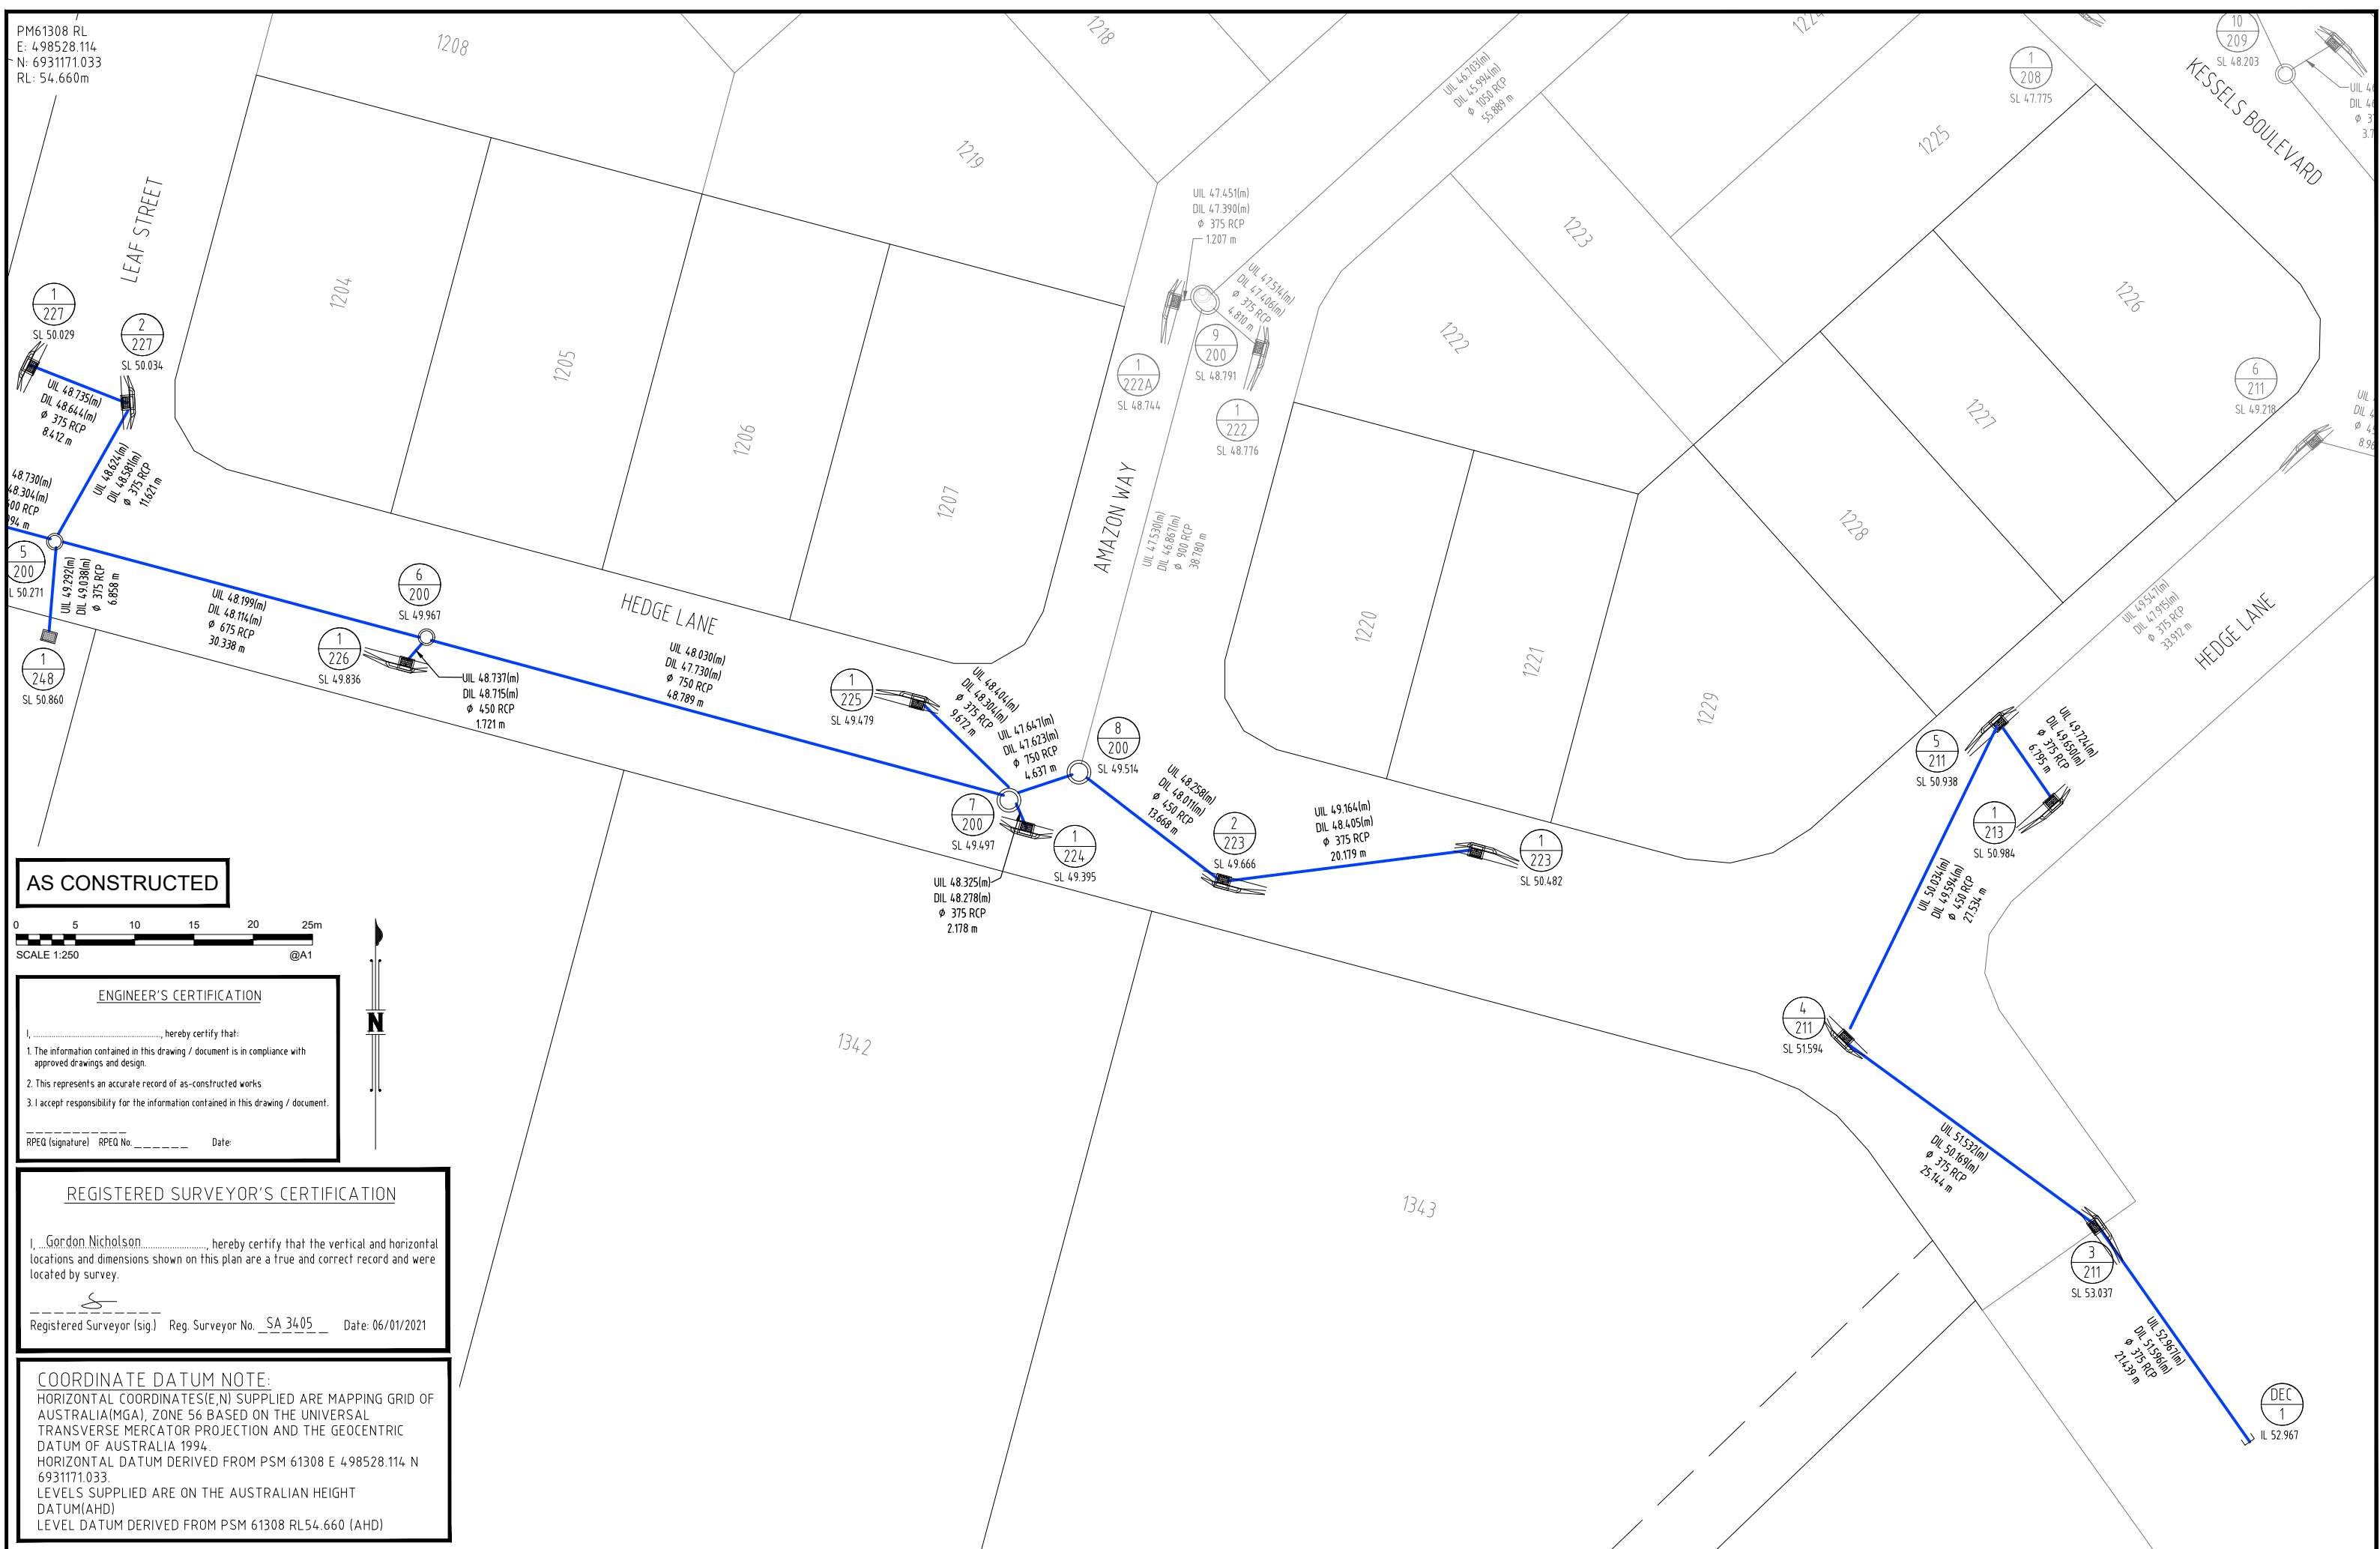 PM61308 RL
E: 498528.114
N: 6931171.033
RL: 54.660m
1208
1218
1224
10
209
SL 48.203
KESSELS BOULEVARD
1
208
SL 47.775
UIL 46.703(m)
DIL 45.994(m)
φ 1050 RCP
55.889 m
1219
1225
LEAF STREET
1204
1205
1206
1207
UIL 47.451(m)
DIL 47.390(m)
φ 375 RCP
1.207 m
UIL 47.514(m)
DIL 47.406(m)
φ 375 RCP
4.810 m
1223
1222
1226
1227
1228
1
227
SL 50.029
2
227
SL 50.034
9
200
SL 48.791
1
222A
SL 48.744
1
222
SL 48.776
6
211
SL 49.218
UIL 48.735(m)
DIL 48.644(m)
φ 375 RCP
8.412 m
UIL 48.624(m)
DIL 48.581(m)
φ 375 RCP
11.621 m
48.730(m)
48.304(m)
5
200
L 50.271
UIL 49.292(m)
DIL 49.038(m)
φ 375 RCP
6.858 m
1
248
SL 50.860
UIL 48.199(m)
DIL 48.114(m)
φ 675 RCP
30.338 m
6
200
SL 49.967
1
226
SL 49.836
UIL 48.737(m)
DIL 48.715(m)
φ 450 RCP
1.721 m
HEDGE LANE
UIL 48.030(m)
DIL 47.730(m)
φ 750 RCP
48.789 m
AMAZON WAY
UIL 47.530(m)
DIL 46.867(m)
φ 900 RCP
38.780 m
1220
1221
1229
1
225
SL 49.479
UIL 48.404(m)
DIL 48.304(m)
φ 375 RCP
9.672 m
UIL 47.647(m)
DIL 47.623(m)
φ 750 RCP
4.637 m
8
200
SL 49.514
7
200
SL 49.497
1
224
SL 49.395
UIL 48.325(m)
DIL 48.278(m)
φ 375 RCP
2.178 m
UIL 48.258(m)
DIL 48.011(m)
φ 450 RCP
13.668 m
2
223
SL 49.666
UIL 49.164(m)
DIL 48.405(m)
φ 375 RCP
20.179 m
1
223
SL 50.482
UIL 49.547(m)
DIL 47.915(m)
φ 375 RCP
33.912 m
HEDGE LANE
5
211
SL 50.938
UIL 49.724(m)
DIL 49.650(m)
φ 375 RCP
6.795 m
1
213
SL 50.984
UIL 50.034(m)
DIL 49.594(m)
φ 450 RCP
27.534 m
4
211
SL 51.594
UIL 51.532(m)
DIL 50.169(m)
φ 375 RCP
25.144 m
3
211
SL 53.037
UIL 52.967(m)
DIL 51.596(m)
φ 375 RCP
21.439 m
DEC
1
IL 52.967
1342
1343
AS CONSTRUCTED
0 5 10 15 20 25m
SCALE 1:250 @A1
N
ENGINEER'S CERTIFICATION
I, ..., hereby certify that:
1. The information contained in this drawing / document is in compliance with
approved drawings and design.
2. This represents an accurate record of as-constructed works
3. I accept responsibility for the information contained in this drawing / document.
RPEQ (signature) RPEQ No. ______ Date:
REGISTERED SURVEYOR'S CERTIFICATION
I, ...Gordon Nicholson..., hereby certify that the vertical and horizontal
locations and dimensions shown on this plan are a true and correct record and were
located by survey.
Registered Surveyor (sig.) Reg. Surveyor No. SA 3405 Date: 06/01/2021
COORDINATE DATUM NOTE:
HORIZONTAL COORDINATES(E,N) SUPPLIED ARE MAPPING GRID OF
AUSTRALIA(MGA), ZONE 56 BASED ON THE UNIVERSAL
TRANSVERSE MERCATOR PROJECTION AND THE GEOCENTRIC
DATUM OF AUSTRALIA 1994.
HORIZONTAL DATUM DERIVED FROM PSM 61308 E 498528.114 N
6931171.033.
LEVELS SUPPLIED ARE ON THE AUSTRALIAN HEIGHT
DATUM(AHD)
LEVEL DATUM DERIVED FROM PSM 61308 RL54.660 (AHD)